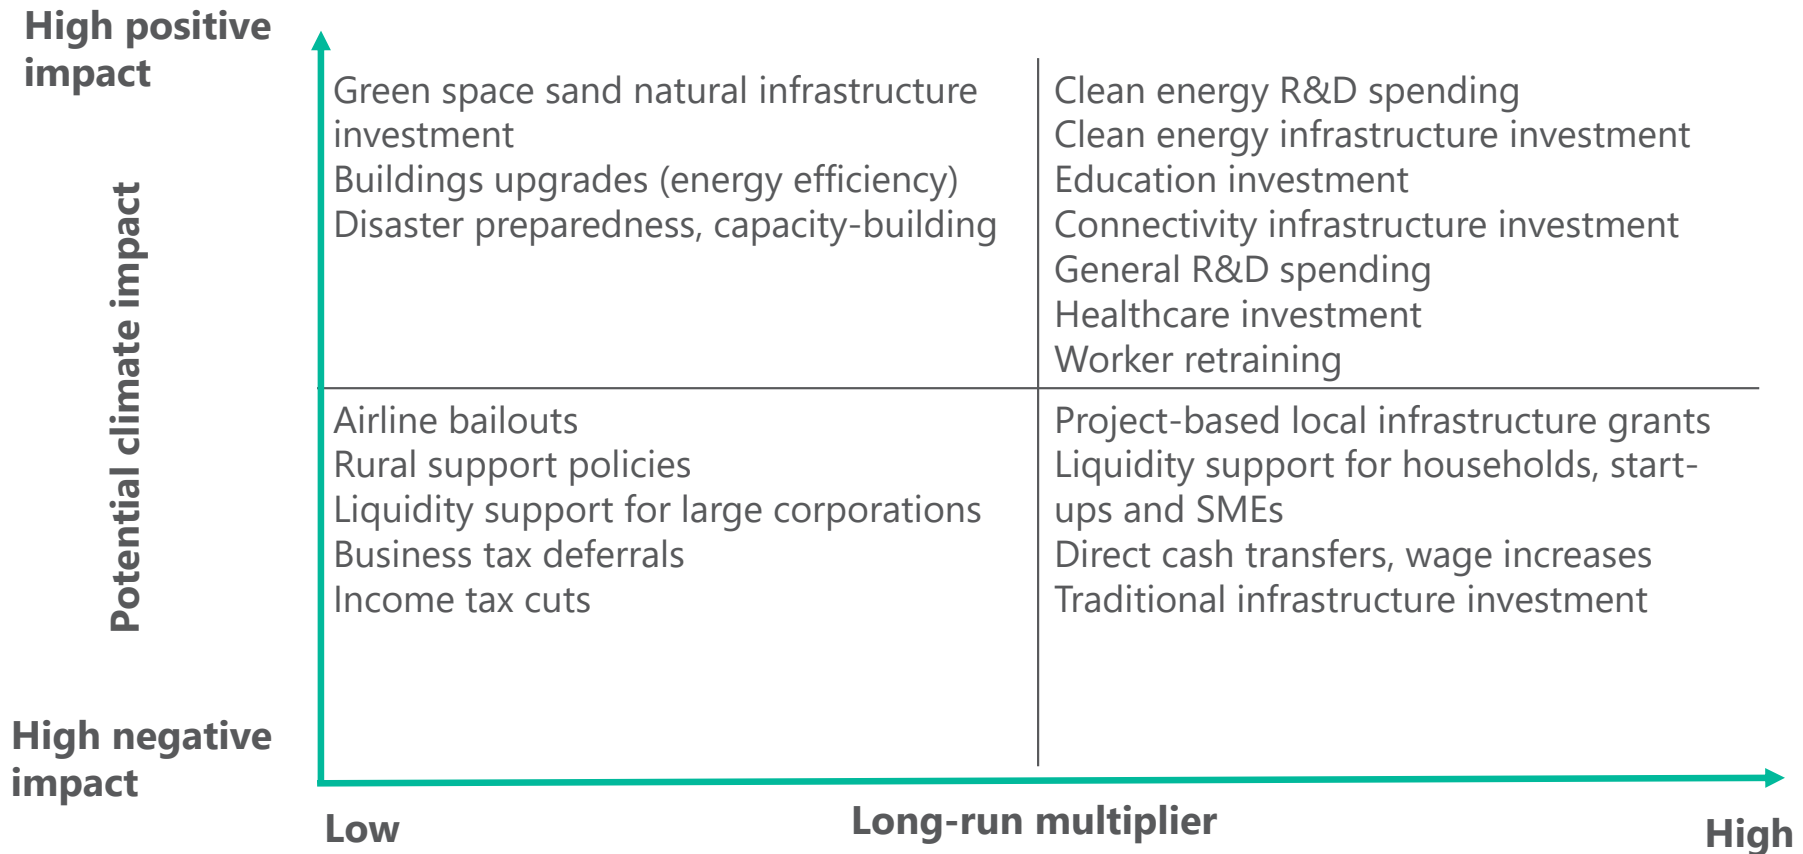 High positive
impact
Green space sand natural infrastructure
investment
Buildings upgrades (energy efficiency)
Disaster preparedness, capacity-building
Clean energy R&D spending
Clean energy infrastructure investment
Education investment
Connectivity infrastructure investment
General R&D spending
Healthcare investment
Worker retraining
Potential climate impact
Airline bailouts
Rural support policies
Liquidity support for large corporations
Business tax deferrals
Income tax cuts
Project-based local infrastructure grants
Liquidity support for households, start-
ups and SMEs
Direct cash transfers, wage increases
Traditional infrastructure investment
High negative
impact
Low
Long-run multiplier
High